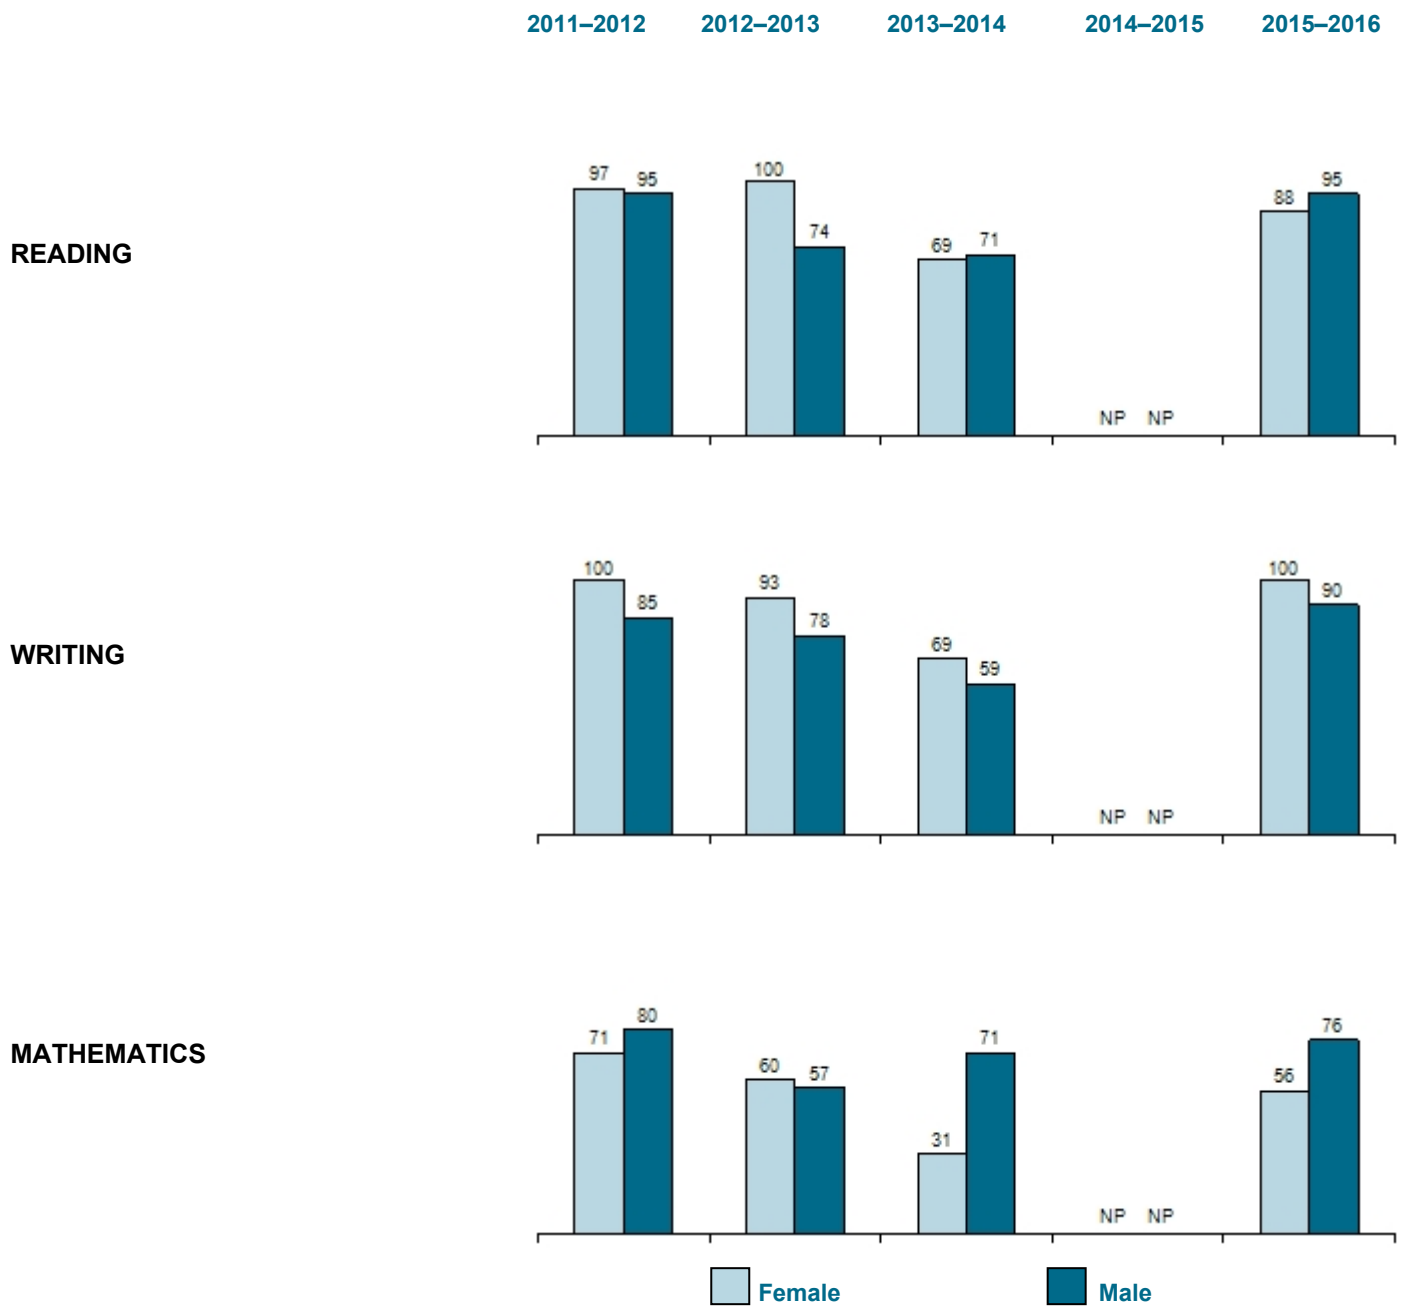 2011–2012 2012–2013 2013–2014 2014–2015 2015–2016
READING
97 95 100 74 69 71 NP NP 88 95
WRITING
100 85 93 78 69 59 NP NP 100 90
MATHEMATICS
71 80 60 57 31 71 NP NP 56 76
Female Male